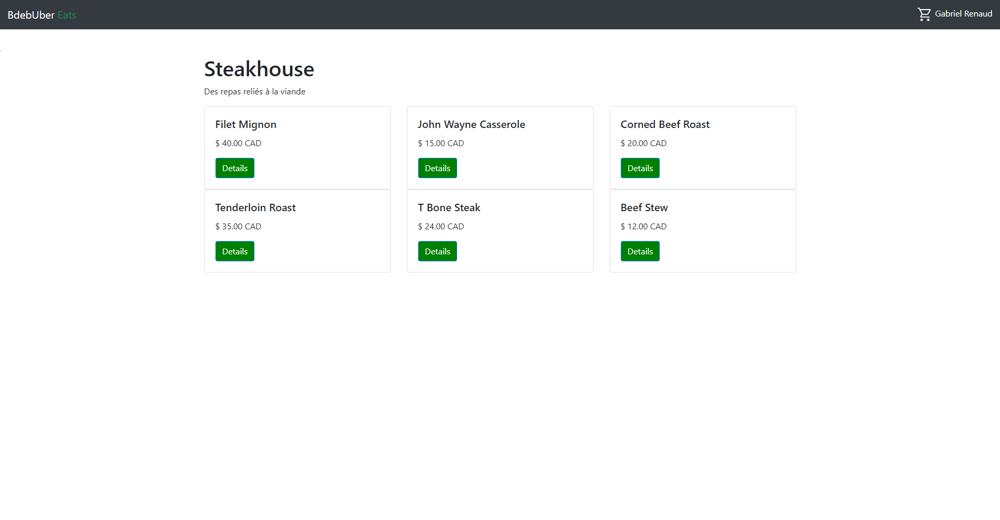 BdebUber Eats
Gabriel Renaud
Steakhouse
Des repas reliés à la viande
Filet Mignon
$ 40.00 CAD
Details
John Wayne Casserole
$ 15.00 CAD
Details
Corned Beef Roast
$ 20.00 CAD
Details
Tenderloin Roast
$ 35.00 CAD
Details
T Bone Steak
$ 24.00 CAD
Details
Beef Stew
$ 12.00 CAD
Details